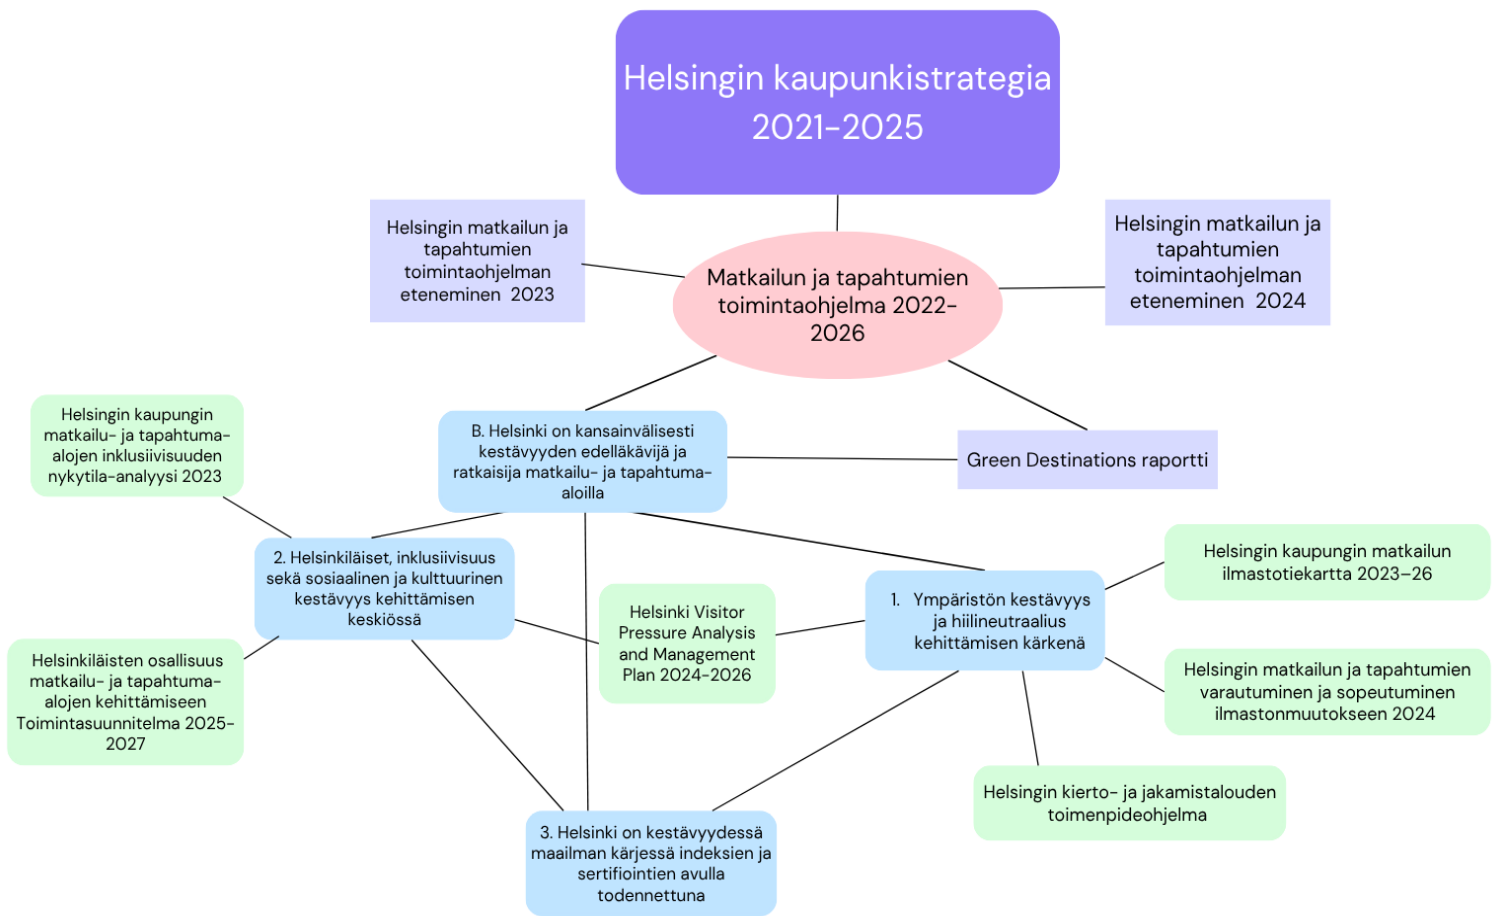 Helsingin kaupunkistrategia
2021-2025
Helsingin matkailun ja
tapahtumien
toimintaohjelman
eteneminen 2023
Matkailun ja tapahtumien
toimintaohjelma 2022-
2026
Helsingin matkailun ja
tapahtumien
toimintaohjelman
eteneminen 2024
Helsingin kaupungin
matkailu- ja tapahtuma-
alojen inklusiivisuuden
nykytila-analyysi 2023
B. Helsinki on kansainvälisesti
kestävyyden edelläkävijä ja
ratkaisija matkailu- ja tapahtuma-
aloilla
Green Destinations raportti
2. Helsinkiläiset, inklusiivisuus
sekä sosiaalinen ja kulttuurinen
kestävyys kehittämisen
keskiössä
Helsinki Visitor
Pressure Analysis
and Management
Plan 2024-2026
1. Ympäristön kestävyys
ja hiilineutraalius
kehittämisen kärkenä
Helsingin kaupungin matkailun
ilmastotiekartta 2023–26
Helsinkiläisten osallisuus
matkailu- ja tapahtuma-
alojen kehittämiseen
Toimintasuunnitelma 2025-
2027
Helsingin matkailun ja tapahtumien
varautuminen ja sopeutuminen
ilmastonmuutokseen 2024
Helsingin kierto- ja jakamistalouden
toimenpideohjelma
3. Helsinki on kestävyydessä
maailman kärjessä indeksien ja
sertifiointien avulla
todennettuna